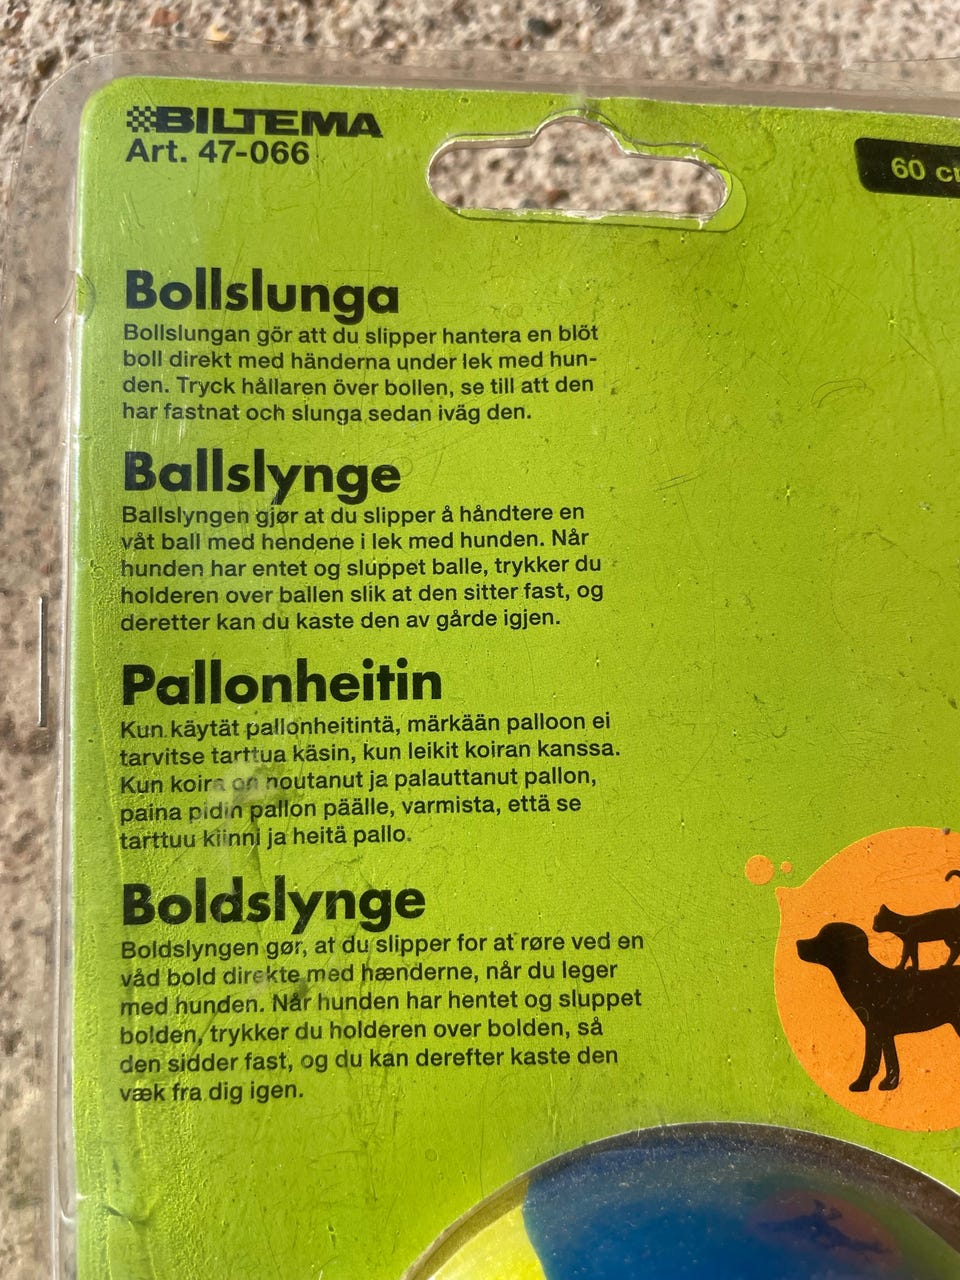 BILTEMA
Art. 47-066
60
Bollslunga
Bollslungan gör att du slipper hantera en blöt
boll direkt med händerna under lek med hun-
den. Tryck hållaren över bollen, se till att den
har fastnat och slunga sedan iväg den.
Ballslynge
Ballslyngen gjør at du slipper å håndtere en
våt ball med hendene i lek med hunden. Når
hunden har entet og sluppet balle, trykker du
holderen over ballen slik at den sitter fast, og
deretter kan du kaste den av gårde igjen.
Pallonheitin
Kun käytät pallonheitintä, märkään palloon ei
tarvitse tarttua käsin, kun leikit koiran kanssa.
Kun koira on noutanut ja palauttanut pallon,
paina pidin pallon päälle, varmista, että se
tarttuu kiinni ja heitä pallo.
Boldslynge
Boldslyngen gør, at du slipper for at røre ved en
våd bold direkte med hænderne, når du leger
med hunden. Når hunden har hentet og sluppet
bolden, trykker du holderen over bolden, så
den sidder fast, og du kan derefter kaste den
væk fra dig igen.